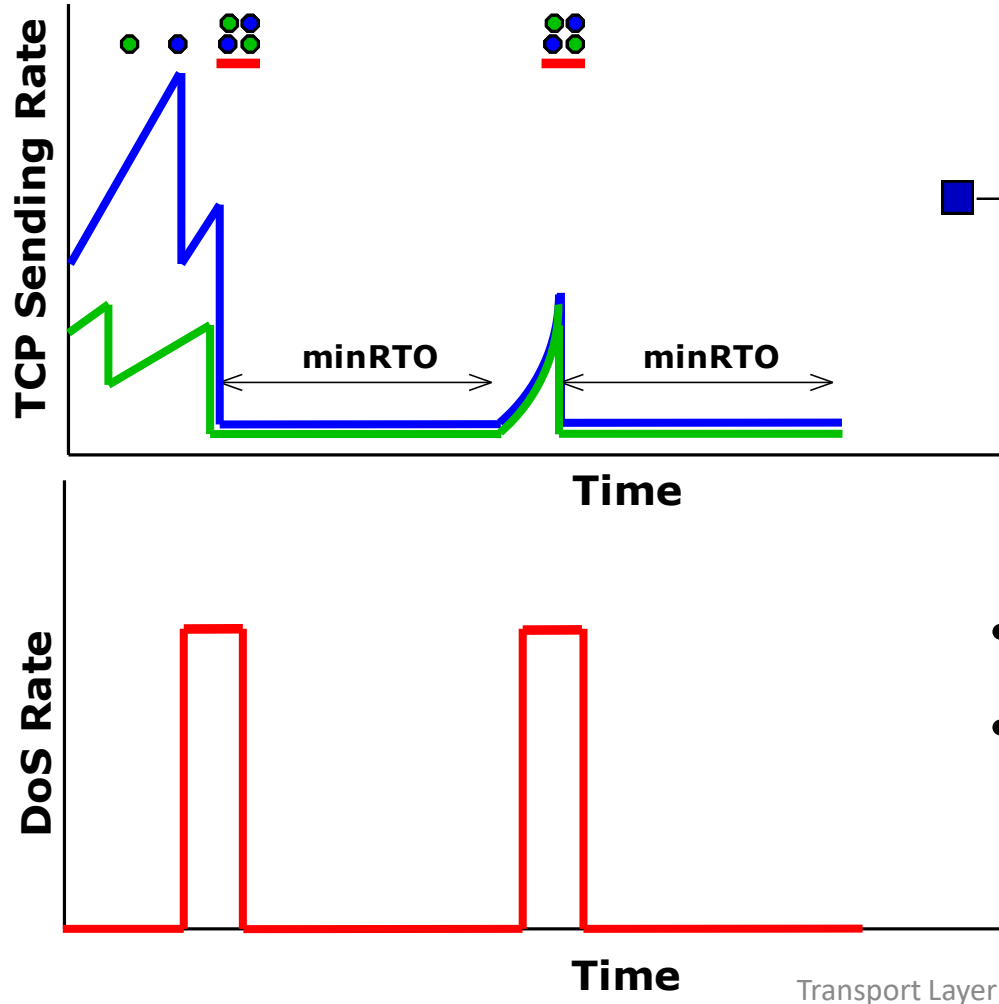 TCP Sending Rate
minRTO
minRTO
Time
DoS Rate
Time
Transport Layer